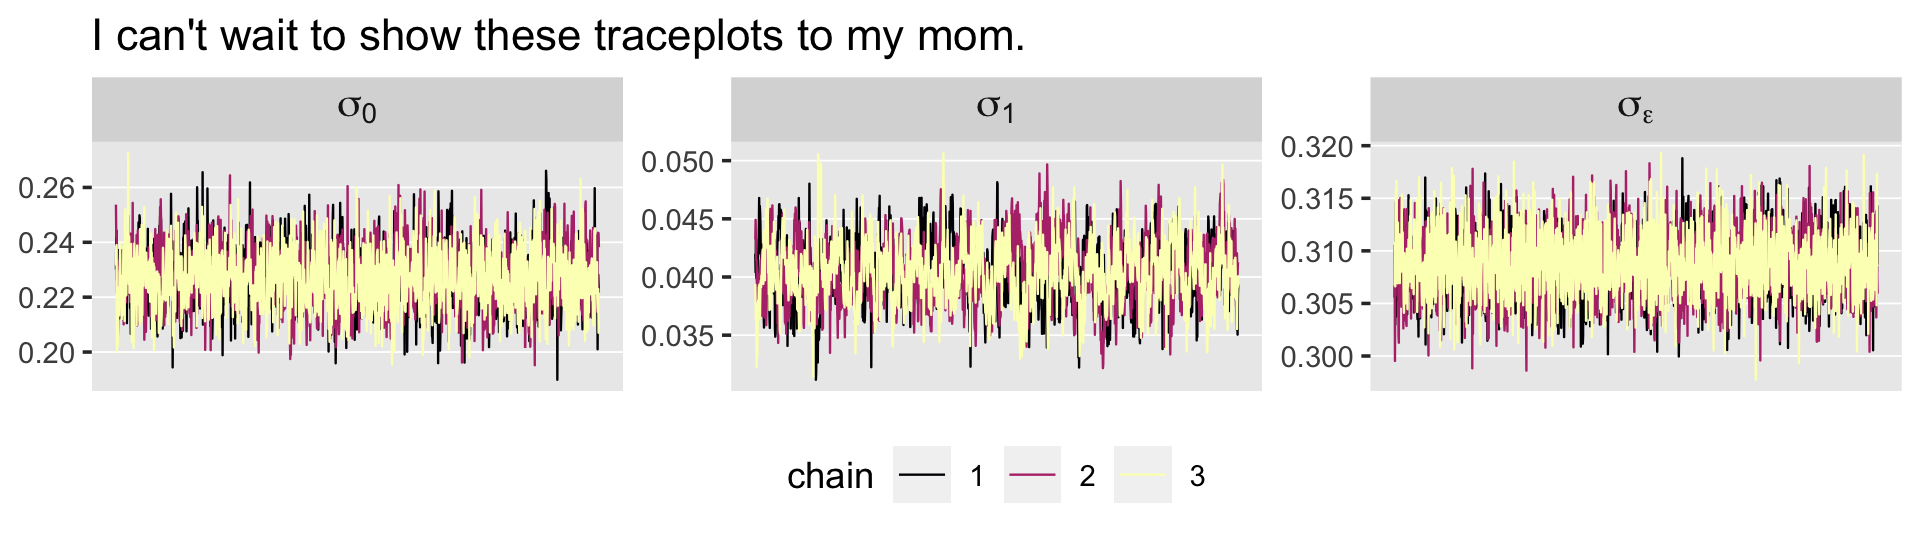 I can't wait to show these traceplots to my mom.
σ₀
σ₁
σ_ε
0.26
0.24
0.22
0.20
0.050
0.045
0.040
0.035
0.320
0.315
0.310
0.305
0.300
chain 1 2 3